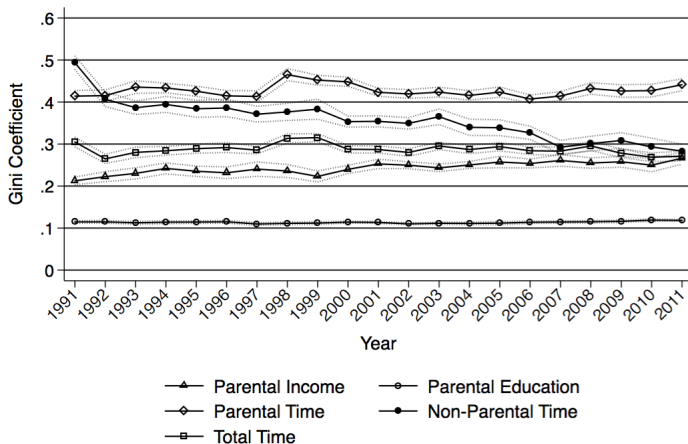 .6
.5
.4
.3
.2
.1
0
Gini Coefficient
1991 1992 1993 1994 1995 1996 1997 1998 1999 2000 2001 2002 2003 2004 2005 2006 2007 2008 2009 2010 2011
Year
Parental Income Parental Education
Parental Time Non-Parental Time
Total Time